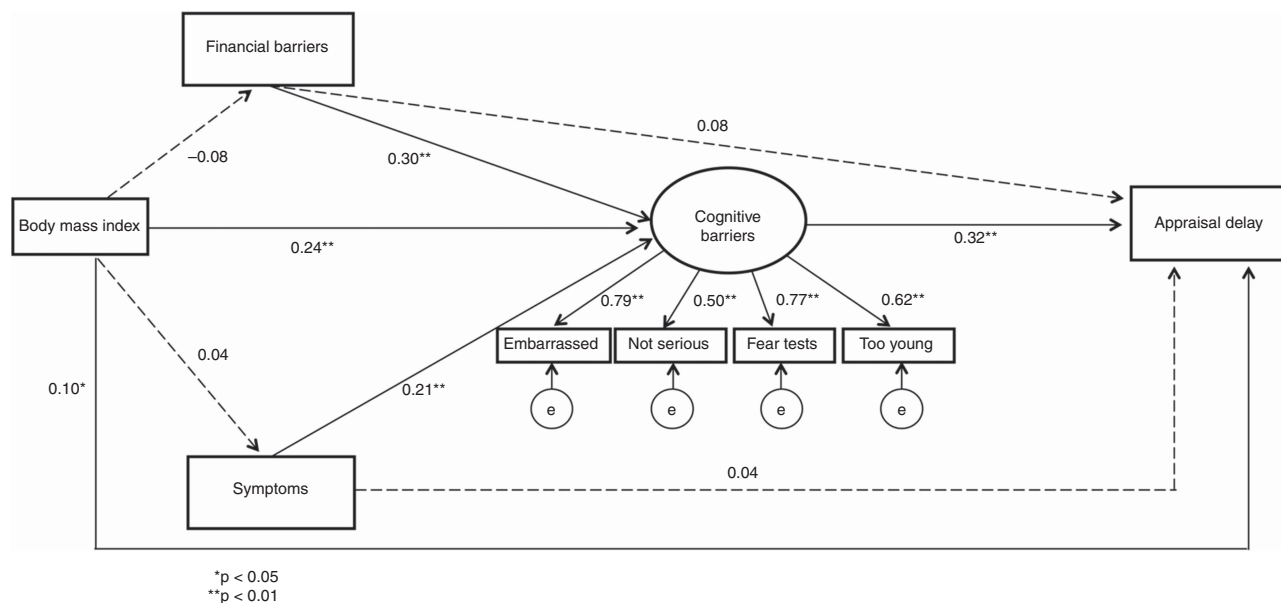 Financial barriers
0.08
–0.08
0.30**
Body mass index
Cognitive
barriers
Appraisal delay
0.24**
0.32**
0.79**
0.50**
0.77**
0.62**
Embarrassed
Not serious
Fear tests
Too young
0.04
0.10*
0.21**
e
e
e
e
Symptoms
0.04
*p < 0.05
**p < 0.01